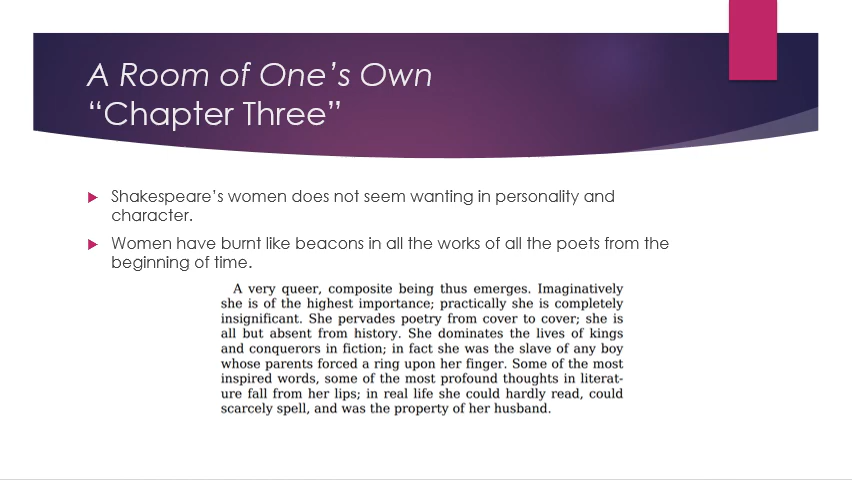 A Room of One’s Own
“Chapter Three”
Shakespeare’s women does not seem wanting in personality and
character.
Women have burnt like beacons in all the works of all the poets from the
beginning of time.
A very queer, composite being thus emerges. Imaginatively
she is of the highest importance; practically she is completely
insignificant. She pervades poetry from cover to cover; she is
all but absent from history. She dominates the lives of kings
and conquerors in fiction; in fact she was the slave of any boy
whose parents forced a ring upon her finger. Some of the most
inspired words, some of the most profound thoughts in literat-
ure fall from her lips; in real life she could hardly read, could
scarcely spell, and was the property of her husband.